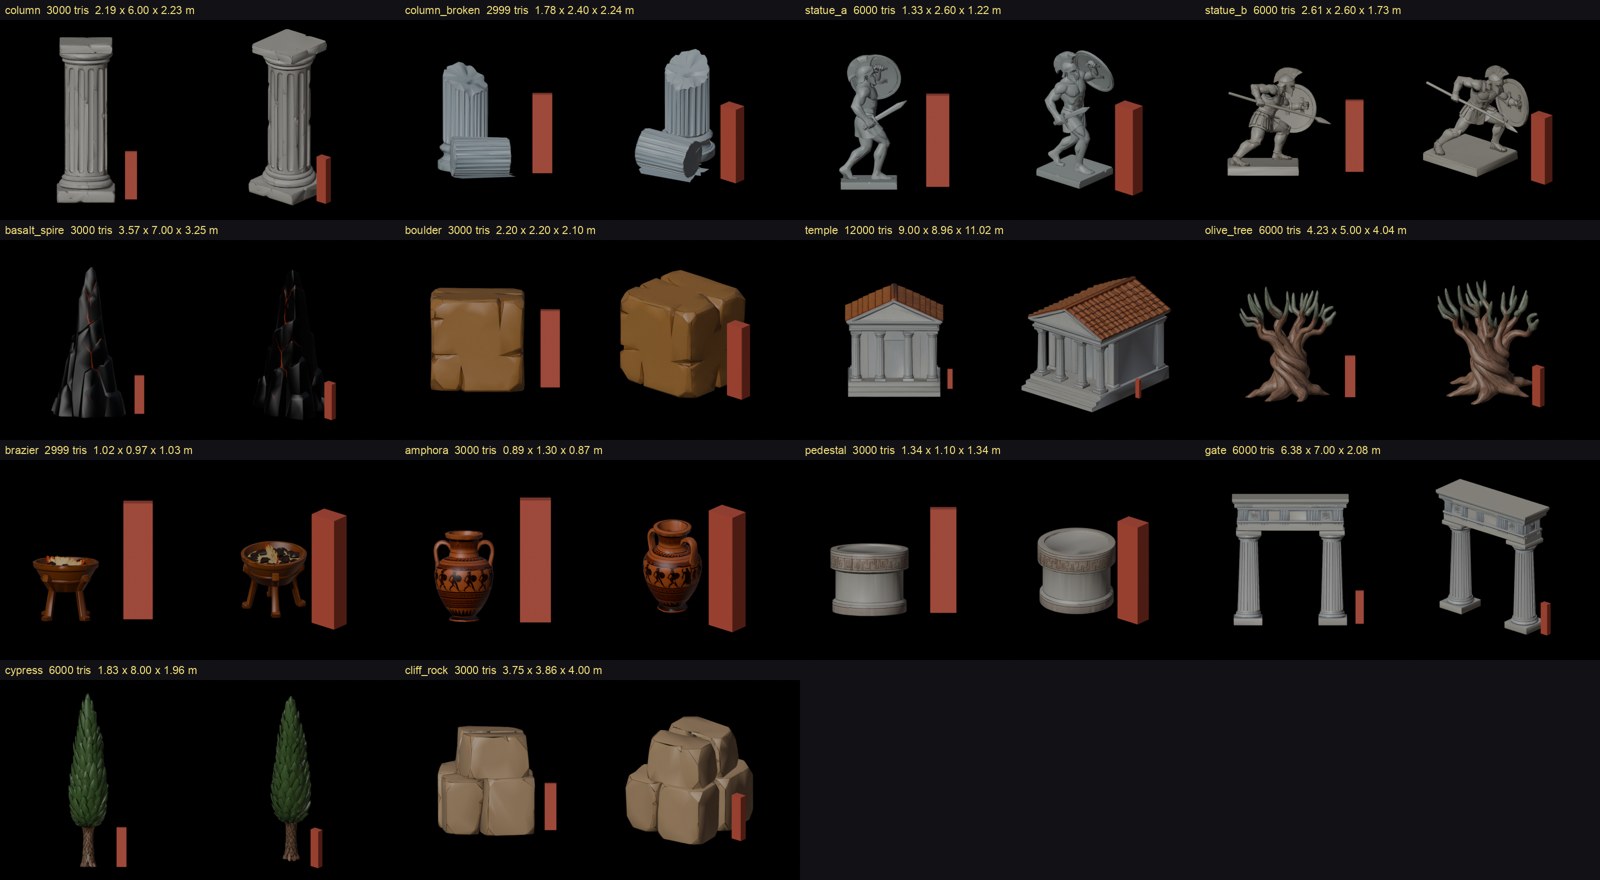 column 3000 tris 2.19 x 6.00 x 2.23 m
column_broken 2999 tris 1.78 x 2.40 x 2.24 m
statue_a 6000 tris 1.33 x 2.60 x 1.22 m
statue_b 6000 tris 2.61 x 2.60 x 1.73 m
basalt_spire 3000 tris 3.57 x 7.00 x 3.25 m
boulder 3000 tris 2.20 x 2.20 x 2.10 m
temple 12000 tris 9.00 x 8.96 x 11.02 m
olive_tree 6000 tris 4.23 x 5.00 x 4.04 m
brazier 2999 tris 1.02 x 0.97 x 1.03 m
amphora 3000 tris 0.89 x 1.30 x 0.87 m
pedestal 3000 tris 1.34 x 1.10 x 1.34 m
gate 6000 tris 6.38 x 7.00 x 2.08 m
cypress 6000 tris 1.83 x 8.00 x 1.96 m
cliff_rock 3000 tris 3.75 x 3.86 x 4.00 m